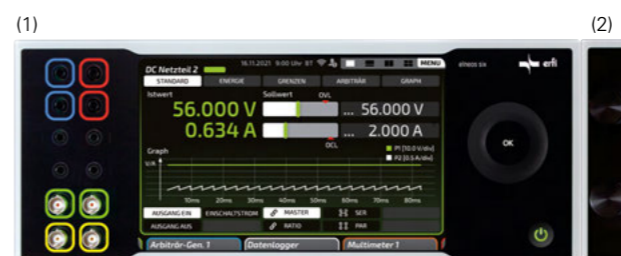 (1) (2)
DC Netzteil 2 16.11.2021 9:00 Uhr BT MENU
elneos six erfi
STANDARD ENERGIE GRENZEN ARBITRÄR GRAPH
Istwert Sollwert OVL
56.000 V ... 56.000 V
0.634 A ... 2.000 A
OCL
Graph P1 [10.0 V/div]
V/A P2 [0.5 A/div]
OK
10ms 20ms 30ms 40ms 50ms 60ms 70ms 80ms
AUSGANG EIN EINSCHALTSTROM MASTER SER
AUSGANG AUS RATIO PAR
Arbiträr-Gen. 1 Datenlogger Multimeter 1